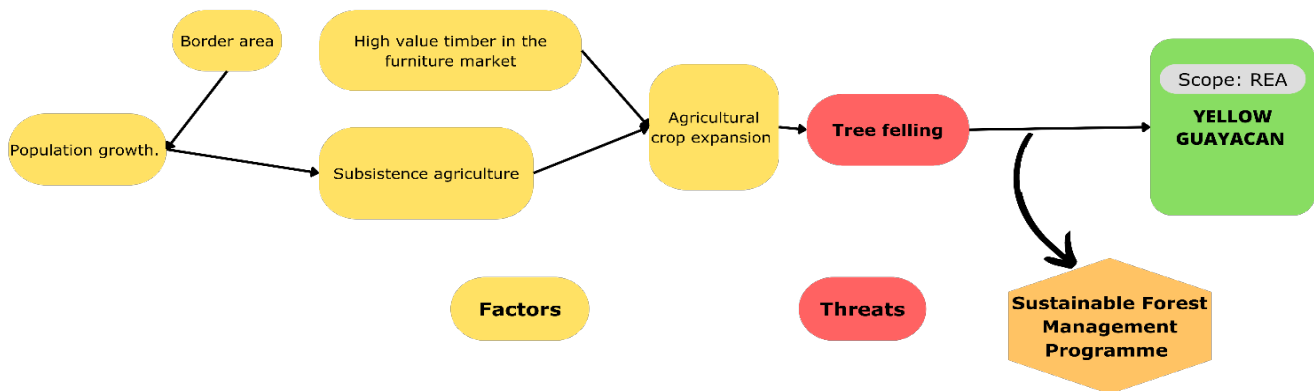 Border area
High value timber in the
furniture market
Population growth.
Subsistence agriculture
Agricultural
crop expansion
Tree felling
Scope: REA
YELLOW
GUAYACAN
Factors
Threats
Sustainable Forest
Management
Programme